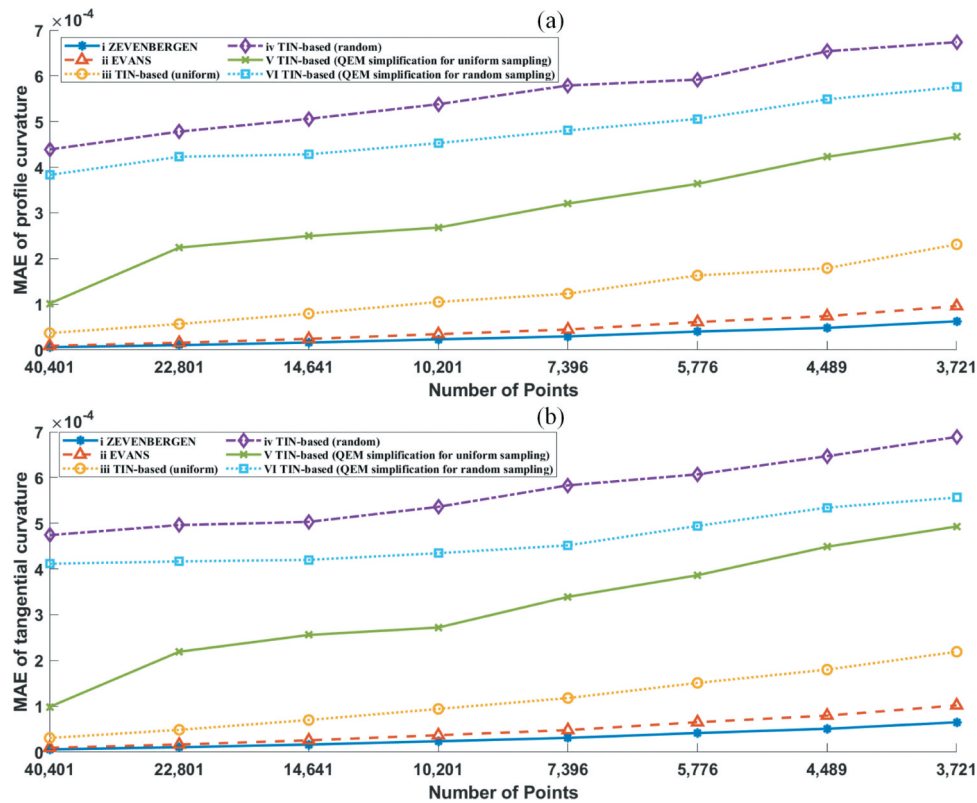 (a)
×10⁻⁴
i ZEVENBERGEN
ii EVANS
iii TIN-based (uniform)
iv TIN-based (random)
V TIN-based (QEM simplification for uniform sampling)
VI TIN-based (QEM simplification for random sampling)
MAE of profile curvature
7
6
5
4
3
2
1
0
40,401 22,801 14,641 10,201 7,396 5,776 4,489 3,721
Number of Points
(b)
×10⁻⁴
i ZEVENBERGEN
ii EVANS
iii TIN-based (uniform)
iv TIN-based (random)
V TIN-based (QEM simplification for uniform sampling)
VI TIN-based (QEM simplification for random sampling)
MAE of tangential curvature
7
6
5
4
3
2
1
0
40,401 22,801 14,641 10,201 7,396 5,776 4,489 3,721
Number of Points